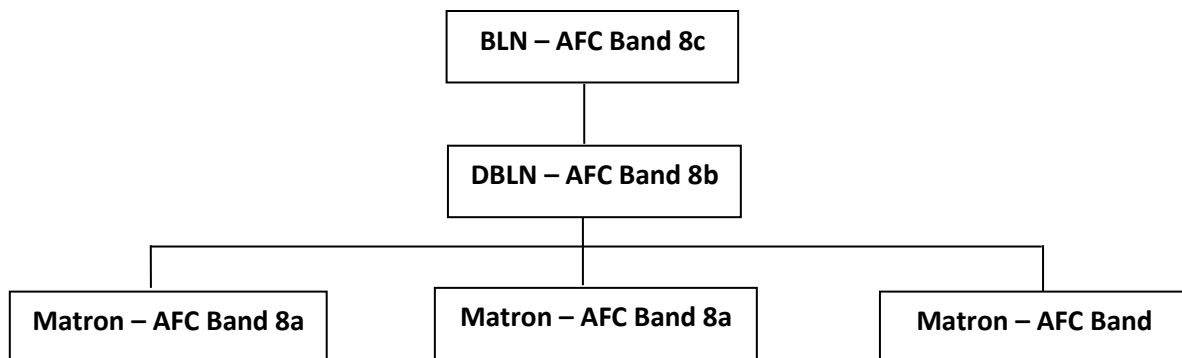 BLN – AFC Band 8c
DBLN – AFC Band 8b
Matron – AFC Band 8a
Matron – AFC Band 8a
Matron – AFC Band